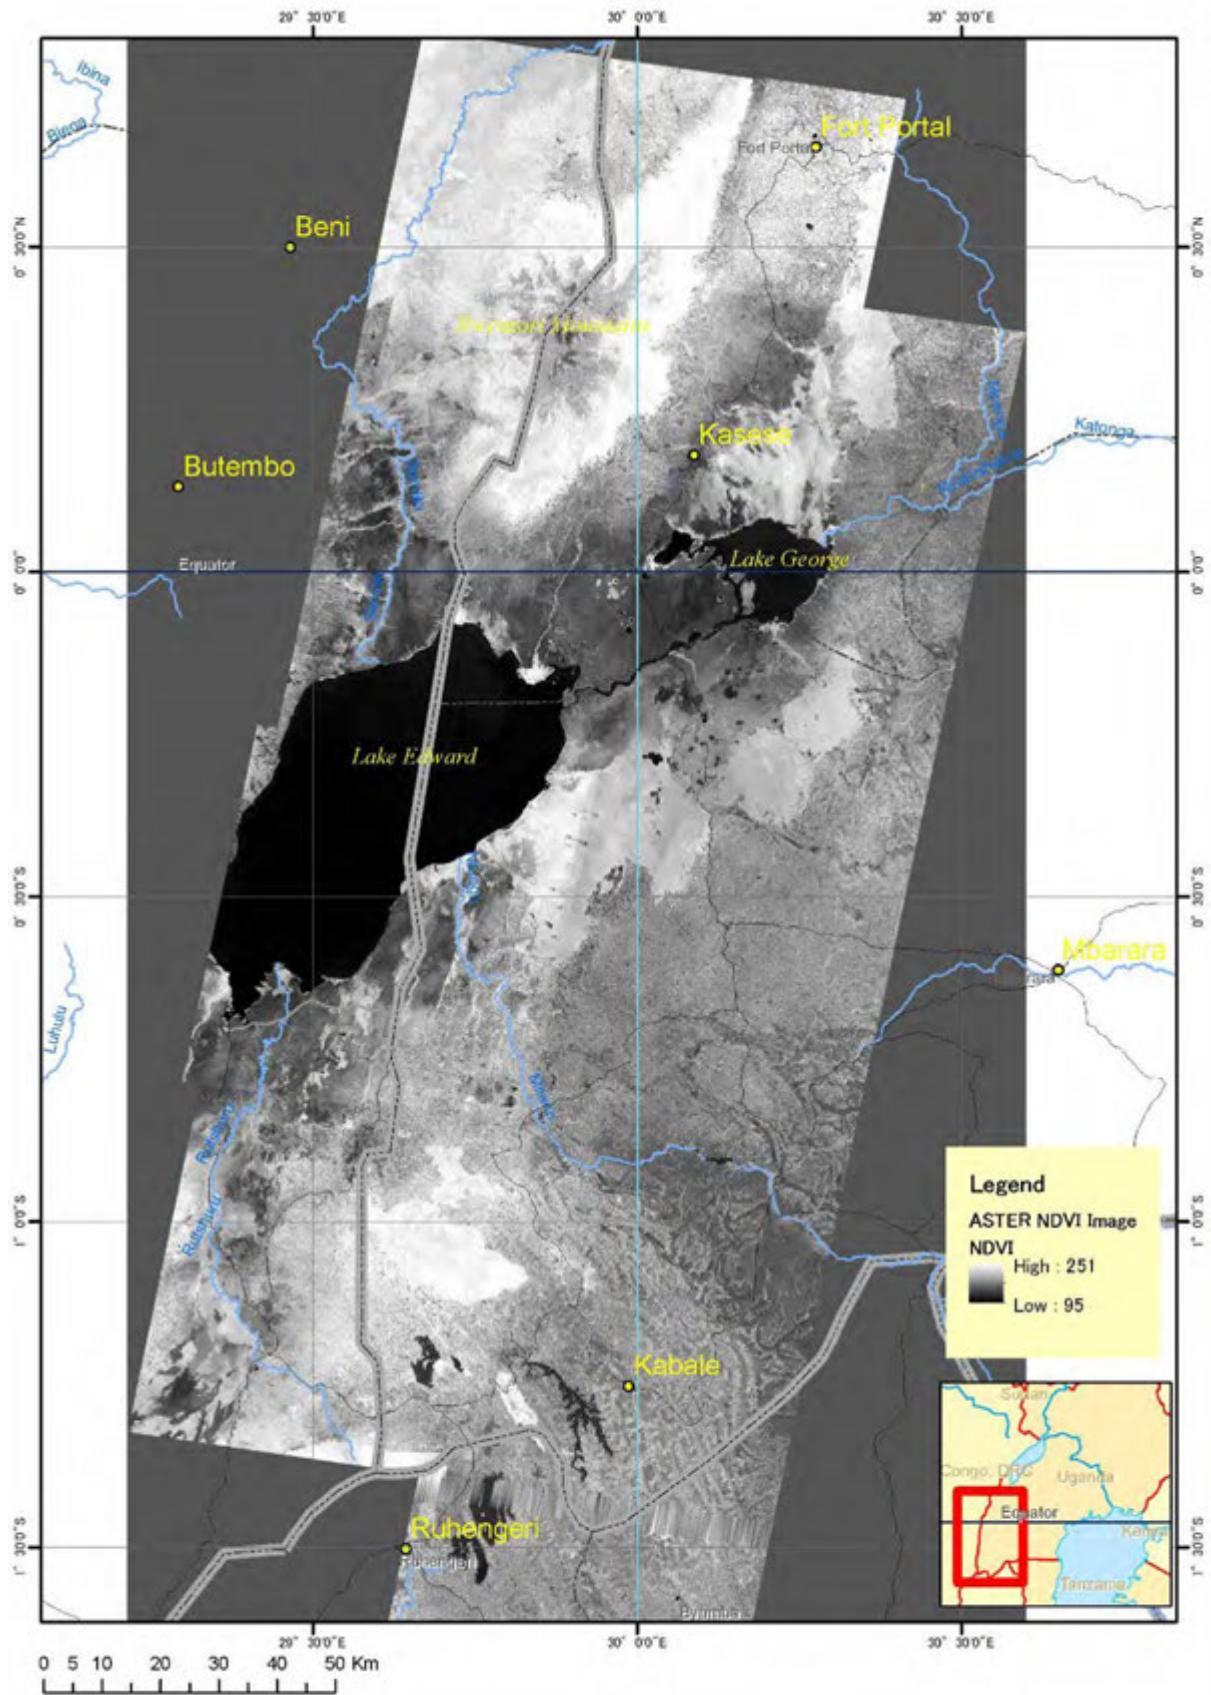 29° 30'0"E
30° 0'0"E
30° 30'0"E
Ibina
Biena
Fort Portal
Fort Portal
Beni
0° 30'0"N
0° 30'0"N
Kasese
Katonga
Butembo
Equator
Lake George
0° 0'0"
0° 0'0"
Lake Edward
0° 30'0"S
0° 30'0"S
Mbarara
Luhulu
Rutshuru
Rutshuru
Legend
ASTER NDVI Image
NDVI
High : 251
Low : 95
1° 0'0"S
1° 0'0"S
Kabale
Sudan
Congo, DRC
Uganda
Equator
Kenya
Tanzania
Ruhengeri
Ruhengeri
1° 30'0"S
1° 30'0"S
Byumba
29° 30'0"E
30° 0'0"E
30° 30'0"E
0 5 10 20 30 40 50 Km